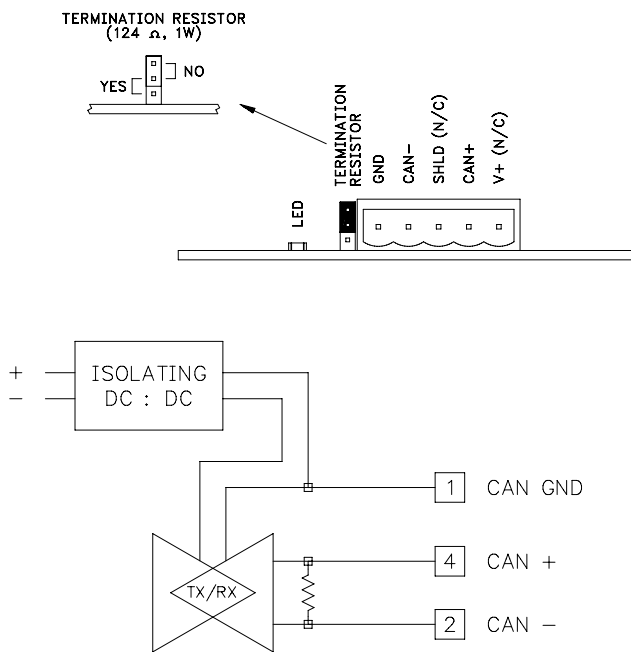 TERMINATION RESISTOR
(124 Ω, 1W)
NO
YES
LED
TERMINATION
RESISTOR
GND
CAN-
SHLD (N/C)
CAN+
V+ (N/C)
+
-
ISOLATING
DC : DC
1 CAN GND
TX/RX
4 CAN +
2 CAN -